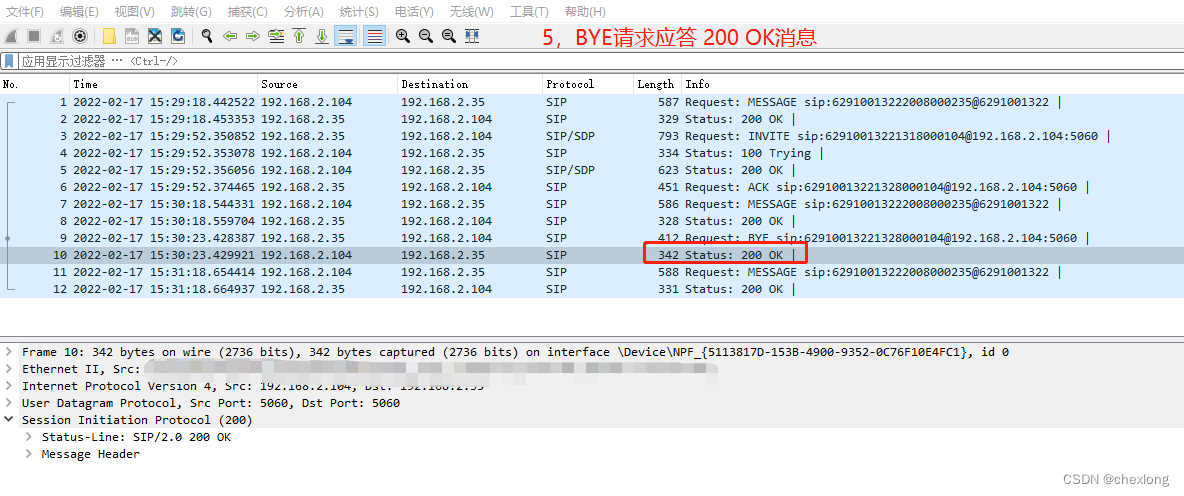 文件(F) 编辑(E) 视图(V) 跳转(G) 捕获(C) 分析(A) 统计(S) 电话(Y) 无线(W) 工具(T) 帮助(H)
5，BYE请求应答 200 OK消息
应用显示过滤器 … <Ctrl-/>
No. Time Source Destination Protocol Length Info
1 2022-02-17 15:29:18.442522 192.168.2.104 192.168.2.35 SIP 587 Request: MESSAGE sip:62910013222008000235@6291001322 |
2 2022-02-17 15:29:18.453353 192.168.2.35 192.168.2.104 SIP 329 Status: 200 OK |
3 2022-02-17 15:29:52.350852 192.168.2.35 192.168.2.104 SIP/SDP 793 Request: INVITE sip:62910013221318000104@192.168.2.104:5060 |
4 2022-02-17 15:29:52.353078 192.168.2.104 192.168.2.35 SIP 334 Status: 100 Trying |
5 2022-02-17 15:29:52.356056 192.168.2.104 192.168.2.35 SIP/SDP 623 Status: 200 OK |
6 2022-02-17 15:29:52.374465 192.168.2.35 192.168.2.104 SIP 451 Request: ACK sip:62910013221328000104@192.168.2.104:5060 |
7 2022-02-17 15:30:18.544331 192.168.2.104 192.168.2.35 SIP 586 Request: MESSAGE sip:62910013222008000235@6291001322 |
8 2022-02-17 15:30:18.559704 192.168.2.35 192.168.2.104 SIP 328 Status: 200 OK |
9 2022-02-17 15:30:23.428387 192.168.2.35 192.168.2.104 SIP 412 Request: BYE sip:62910013221328000104@192.168.2.104:5060 |
10 2022-02-17 15:30:23.429921 192.168.2.104 192.168.2.35 SIP 342 Status: 200 OK |
11 2022-02-17 15:31:18.654414 192.168.2.104 192.168.2.35 SIP 588 Request: MESSAGE sip:62910013222008000235@6291001322 |
12 2022-02-17 15:31:18.664937 192.168.2.35 192.168.2.104 SIP 331 Status: 200 OK |
Frame 10: 342 bytes on wire (2736 bits), 342 bytes captured (2736 bits) on interface \Device\NPF_{5113817D-153B-4900-9352-0C76F10E4FC1}, id 0
Ethernet II, Src:
Internet Protocol Version 4, Src: 192.168.2.104, Dst: 192.168.2.35
User Datagram Protocol, Src Port: 5060, Dst Port: 5060
Session Initiation Protocol (200)
Status-Line: SIP/2.0 200 OK
Message Header
CSDN @chexlong